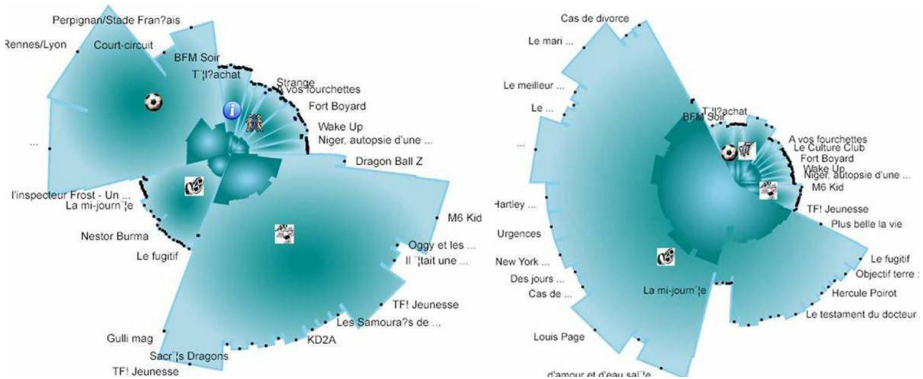 Perpignan/Stade Fran?ais
Rennes/Lyon
Court-circuit
BFM Soir
T¨¦l?achat
Strange
A vos fourchettes
Fort Boyard
Wake Up
Niger, autopsie d'une ...
Dragon Ball Z
...
l'inspecteur Frost - Un ...
La mi-journ¨¦e
M6 Kid
Nestor Burma
Oggy et les ...
Il ¨¦tait une ...
Le fugitif
TF! Jeunesse
Les Samoura?s de ...
Gulli mag
KD2A
Sacr¨¦s Dragons
TF! Jeunesse
Cas de divorce
Le mari ...
Le meilleur ...
Le ...
T¨¦l?achat
BFM Soir
...
A vos fourchettes
Le Culture Club
Fort Boyard
Wake Up
Niger, autopsie d'une ...
M6 Kid
Hartley ...
TF! Jeunesse
Plus belle la vie
Urgences
New York ...
Le fugitif
Des jours ...
Objectif terre :
Cas de ...
La mi-journ¨¦e
Hercule Poirot
Le testament du docteur
Louis Page
d'amour et d'eau sal¨¦e